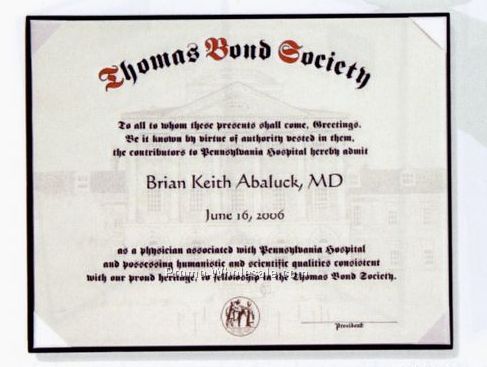 Thomas Bond Society
To all to whom these presents shall come, Greetings.
Be it known by virtue of authority vested in them,
the contributors to Pennsylvania Hospital hereby admit
Brian Keith Abaluck, MD
June 16, 2006
as a physician associated with Pennsylvania Hospital
and possessing humanistic and scientific qualities consistent
Promo-Wholesale.com
with our proud heritage, to fellowship in the Thomas Bond Society.
President